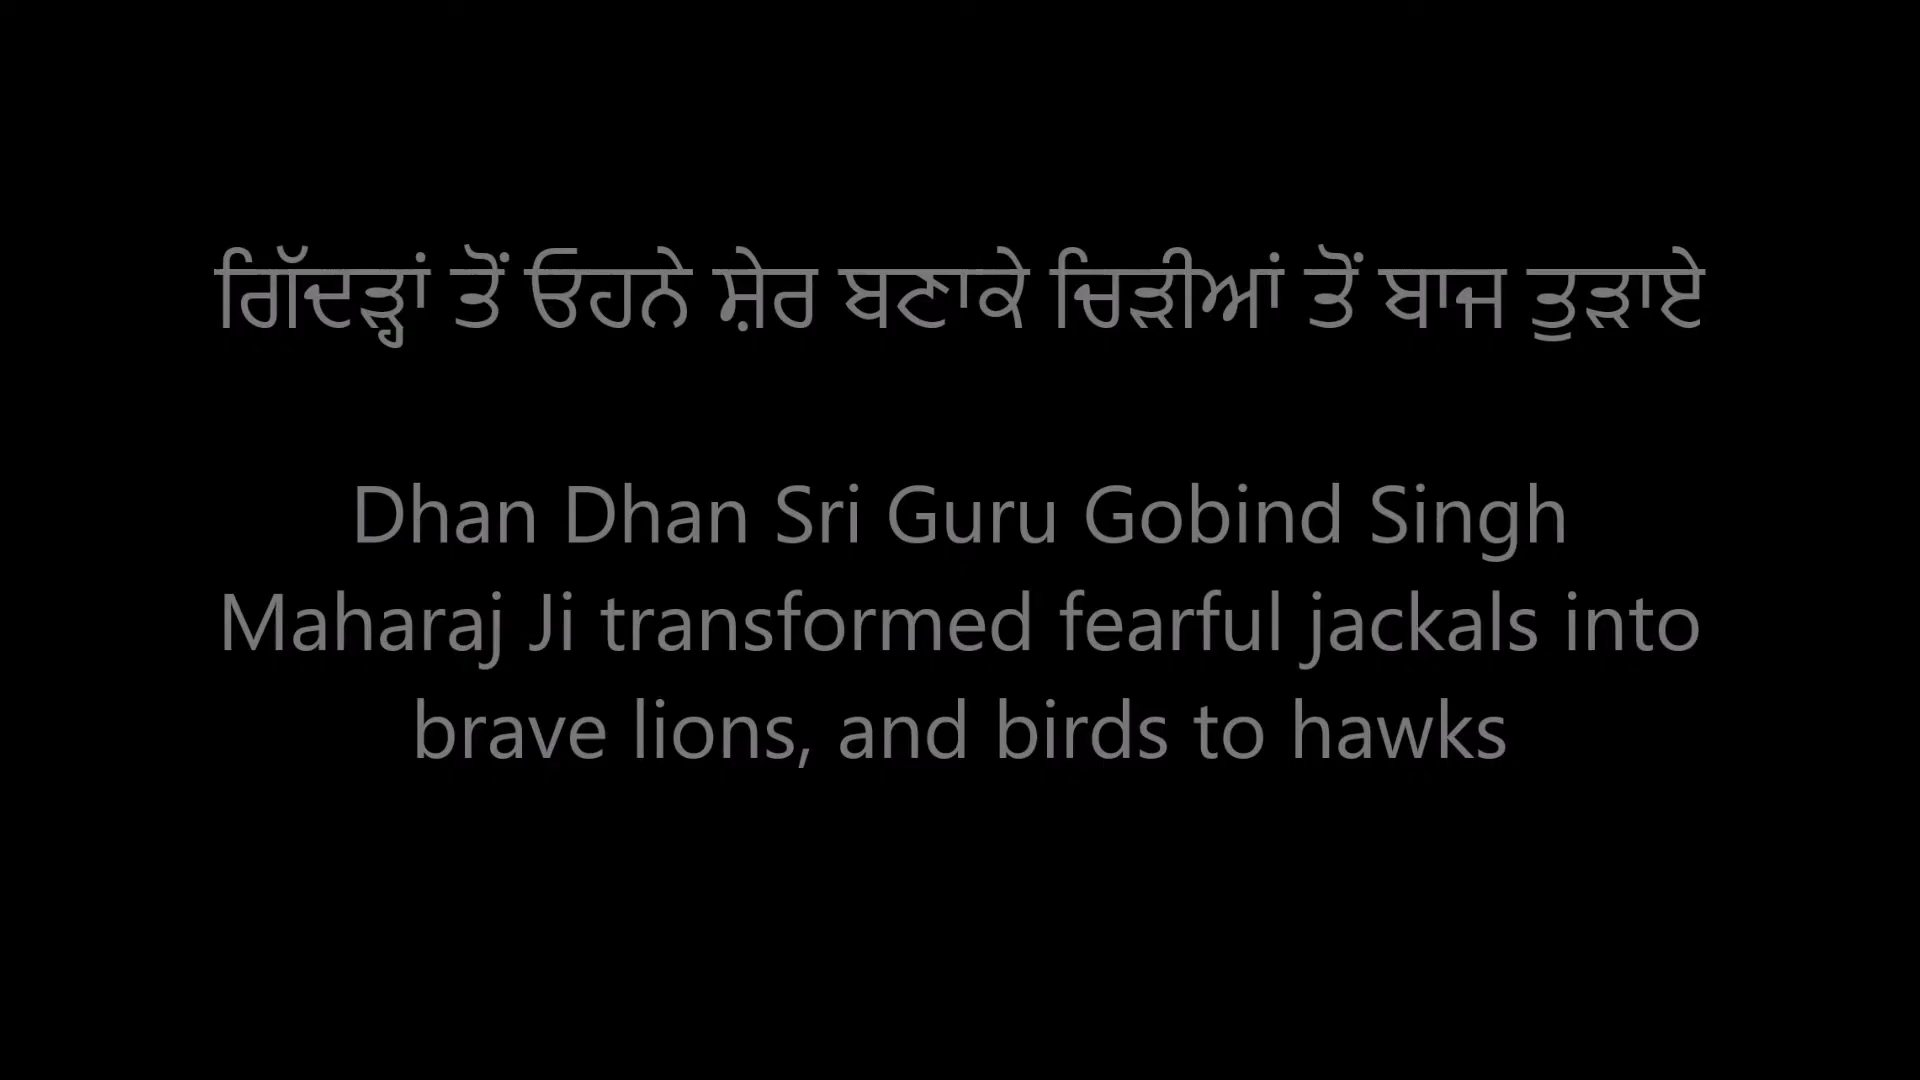 ਗਿੱਦੜ੍ਹਾਂ ਤੋਂ ਓਹਨੇ ਸ਼ੇਰ ਬਣਾਕੇ ਚਿੜੀਆਂ ਤੋਂ ਬਾਜ ਤੁੜਾਏ
Dhan Dhan Sri Guru Gobind Singh
Maharaj Ji transformed fearful jackals into
brave lions, and birds to hawks